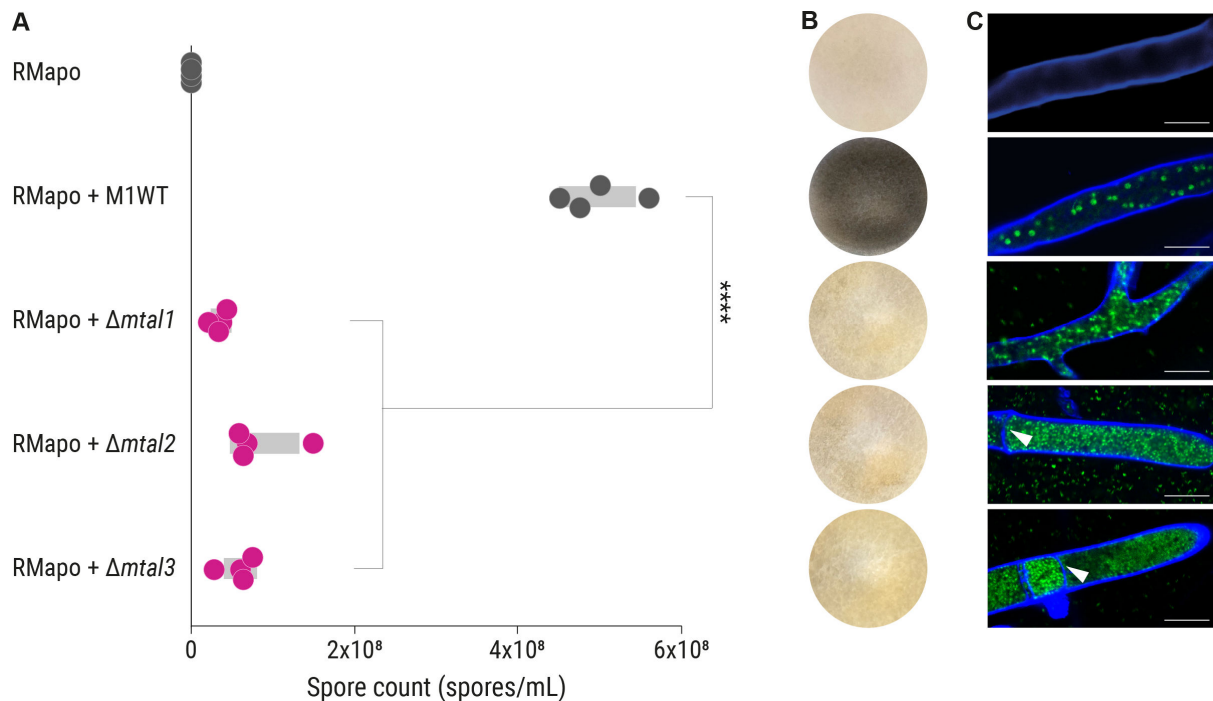 A
B
C
RMapo
RMapo + M1WT
RMapo + Δmtal1
RMapo + Δmtal2
RMapo + Δmtal3
****
0
2x10⁸
4x10⁸
6x10⁸
Spore count (spores/mL)